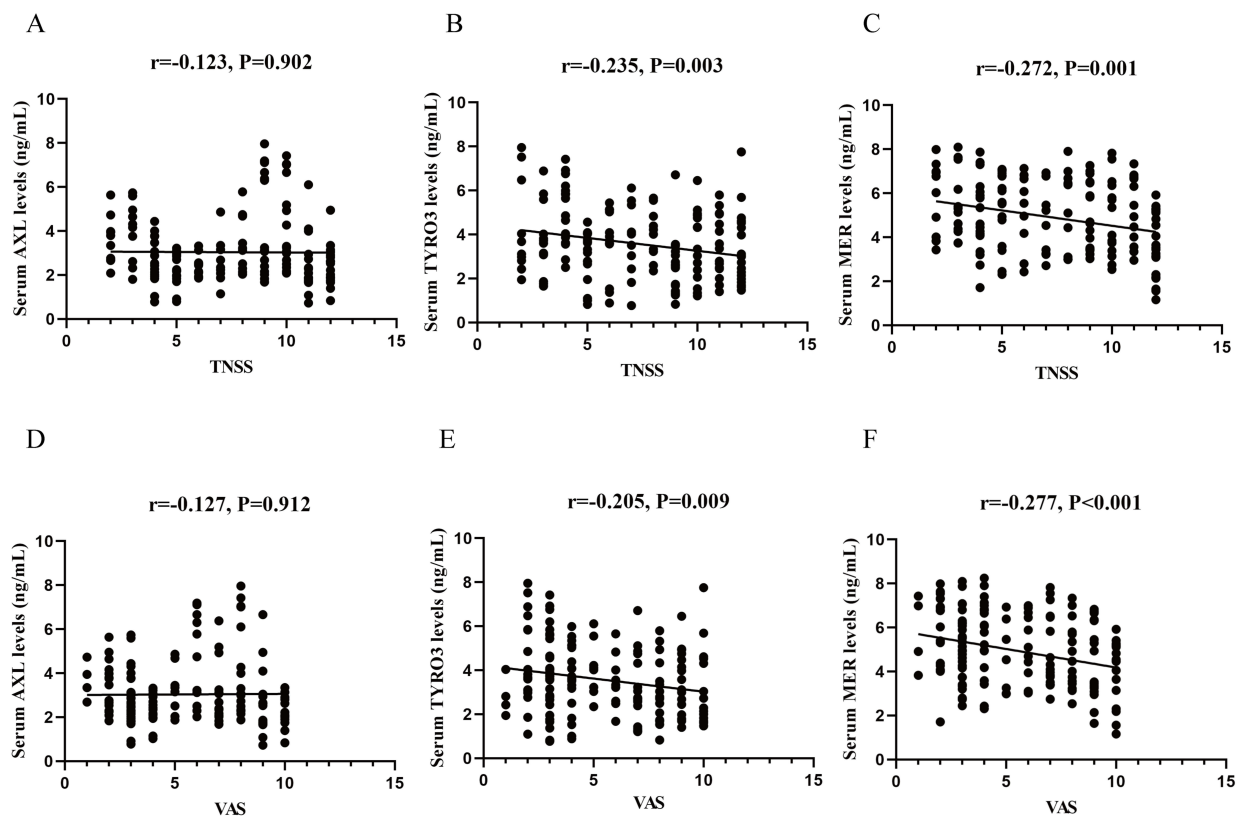 A
r=-0.123, P=0.902
Serum AXL levels (ng/mL)
10
8
6
4
2
0
0 5 10 15
TNSS
B
r=-0.235, P=0.003
Serum TYRO3 levels (ng/mL)
10
8
6
4
2
0
0 5 10 15
TNSS
C
r=-0.272, P=0.001
Serum MER levels (ng/mL)
10
8
6
4
2
0
0 5 10 15
TNSS
D
r=-0.127, P=0.912
Serum AXL levels (ng/mL)
10
8
6
4
2
0
0 5 10 15
VAS
E
r=-0.205, P=0.009
Serum TYRO3 levels (ng/mL)
10
8
6
4
2
0
0 5 10 15
VAS
F
r=-0.277, P<0.001
Serum MER levels (ng/mL)
10
8
6
4
2
0
0 5 10 15
VAS